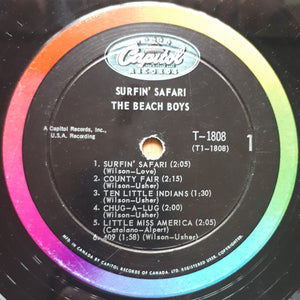 Capitol
RECORDS
SURFIN' SAFARI
THE BEACH BOYS
A Capitol Records, Inc.,
U.S.A. Recording
T-1808
(T1-1808)
1
1. SURFIN' SAFARI (2:05)
(Wilson-Love)
2. COUNTY FAIR (2:15)
(Wilson-Usher)
3. TEN LITTLE INDIANS (1:30)
(Wilson-Usher)
4. CHUG-A-LUG (2:00)
(Wilson-Usher)
5. LITTLE MISS AMERICA (2:05)
(Catalano-Alpert)
6. 409 (1:58) (Wilson-Usher)
MFD. IN CANADA BY CAPITOL RECORDS OF CANADA, LTD. REGISTERED USER. COPYRIGHTED.